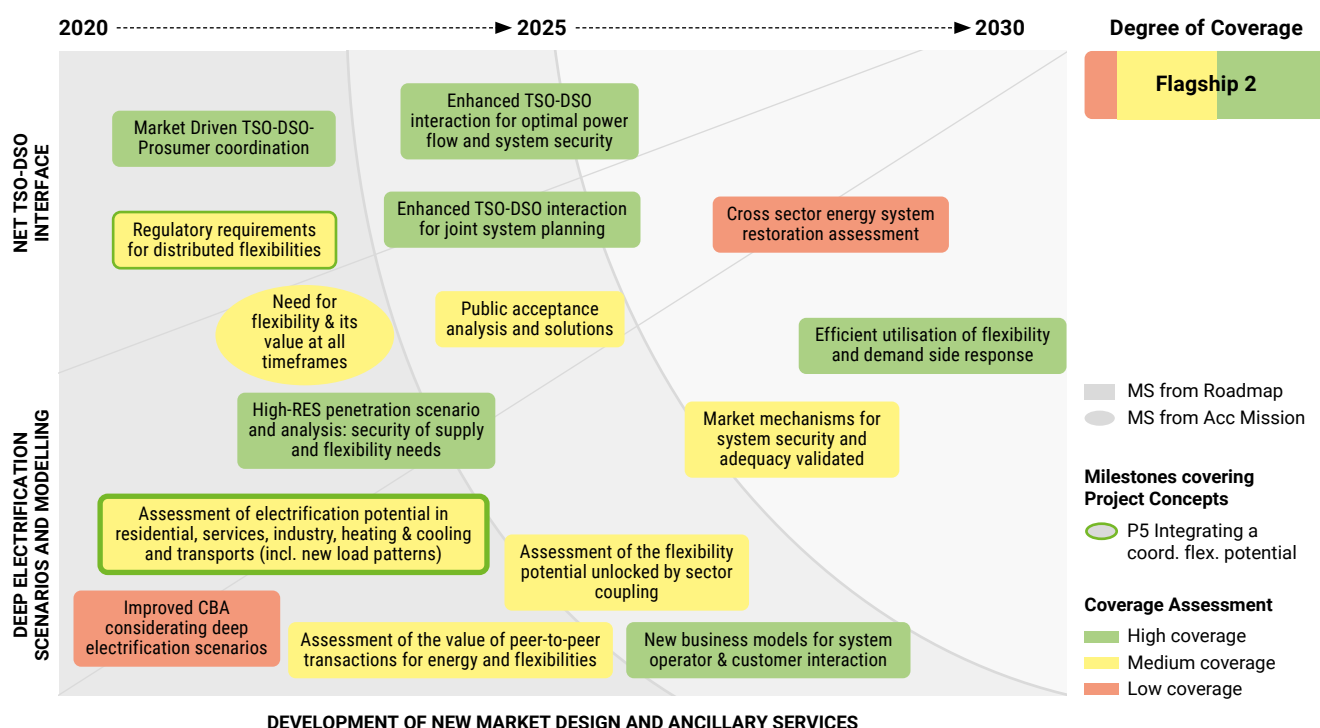 2020
2025
2030
Degree of Coverage
Flagship 2
NET TSO-DSO
INTERFACE
Market Driven TSO-DSO-
Prosumer coordination
Enhanced TSO-DSO
interaction for optimal power
flow and system security
Regulatory requirements
for distributed flexibilities
Enhanced TSO-DSO interaction
for joint system planning
Cross sector energy system
restoration assessment
Need for
flexibility & its
value at all
timeframes
Public acceptance
analysis and solutions
Efficient utilisation of flexibility
and demand side response
DEEP ELECTRIFICATION
SCENARIOS AND MODELING
High-RES penetration scenario
and analysis: security of supply
and flexibility needs
Market mechanisms for
system security and
adequacy validated
Assessment of electrification potential in
residential, services, industry, heating & cooling
and transports (incl. new load patterns)
Assessment of the flexibility
potential unlocked by sector
coupling
Improved CBA
considerating deep
electrification scenarios
Assessment of the value of peer-to-peer
transactions for energy and flexibilities
New business models for system
operator & customer interaction
DEVELOPMENT OF NEW MARKET DESIGN AND ANCILLARY SERVICES
MS from Roadmap
MS from Acc Mission
Milestones covering
Project Concepts
P5 Integrating a
coord. flex. potential
Coverage Assessment
High coverage
Medium coverage
Low coverage